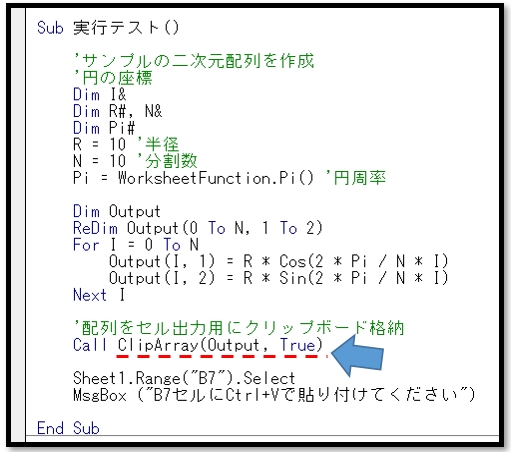 Sub 実行テスト()
'サンプルの二次元配列を作成
'円の座標
Dim I&
Dim R#, N&
Dim Pi#
R = 10 '半径
N = 10 '分割数
Pi = WorksheetFunction.Pi() '円周率
Dim Output
ReDim Output(0 To N, 1 To 2)
For I = 0 To N
Output(I, 1) = R * Cos(2 * Pi / N * I)
Output(I, 2) = R * Sin(2 * Pi / N * I)
Next I
'配列をセル出力用にクリップボード格納
Call ClipArray(Output, True)
Sheet1.Range("B7").Select
MsgBox ("B7セルにCtrl+Vで貼り付けてください")
End Sub